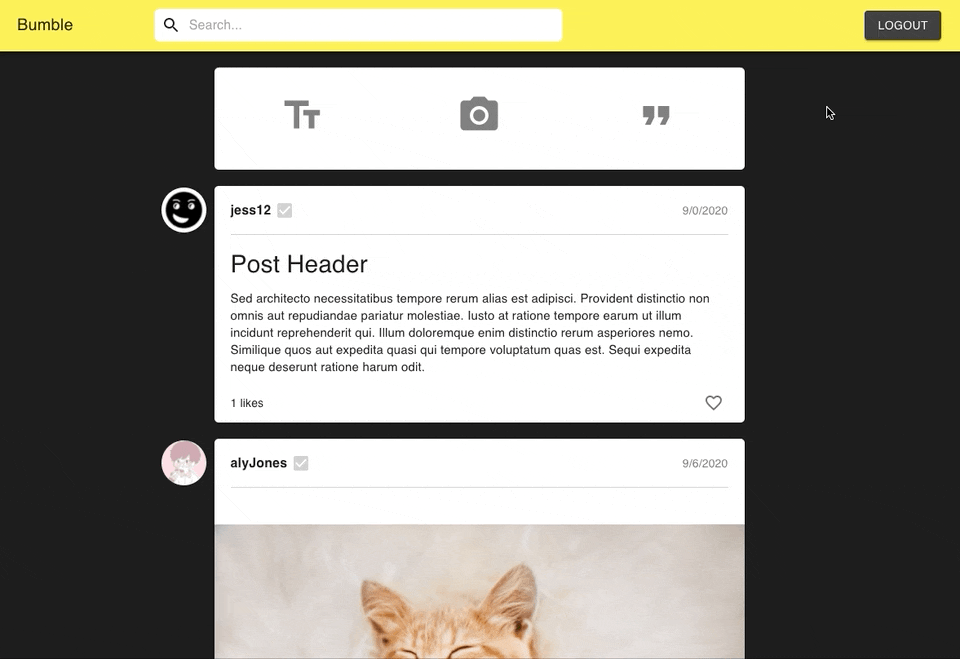 Bumble
Search...
LOGOUT
jess12
9/0/2020
Post Header
Sed architecto necessitatibus tempore rerum alias est adipisci. Provident distinctio non
omnis aut repudiandae pariatur molestiae. Iusto at ratione tempore earum ut illum
incidunt reprehenderit qui. Illum doloremque enim distinctio rerum asperiores nemo.
Similique quos aut expedita quasi qui tempore voluptatum quas est. Sequi expedita
neque deserunt ratione harum odit.
1 likes
alyJones
9/6/2020